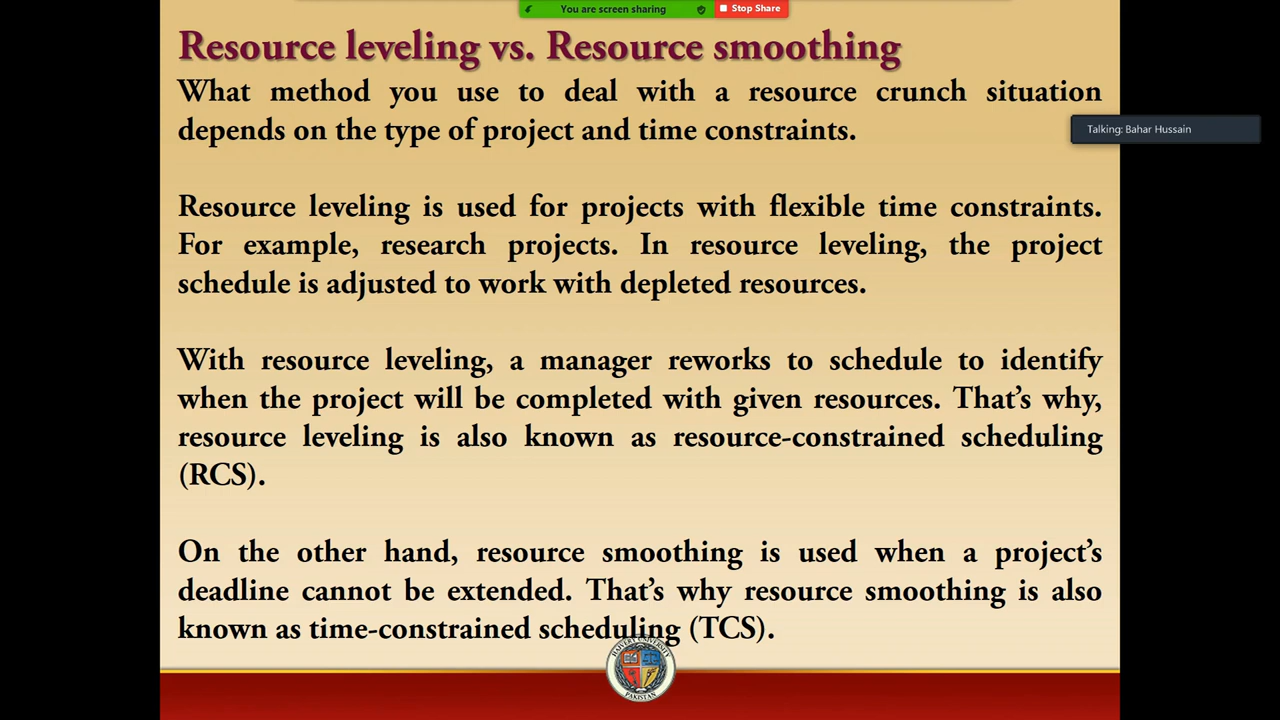 You are screen sharing
Stop Share
Resource leveling vs. Resource smoothing
What method you use to deal with a resource crunch situation
depends on the type of project and time constraints.
Talking: Bahar Hussain
Resource leveling is used for projects with flexible time constraints.
For example, research projects. In resource leveling, the project
schedule is adjusted to work with depleted resources.
With resource leveling, a manager reworks to schedule to identify
when the project will be completed with given resources. That’s why,
resource leveling is also known as resource-constrained scheduling
(RCS).
On the other hand, resource smoothing is used when a project’s
deadline cannot be extended. That’s why resource smoothing is also
known as time-constrained scheduling (TCS).
UNIVERSITY
PAKISTAN